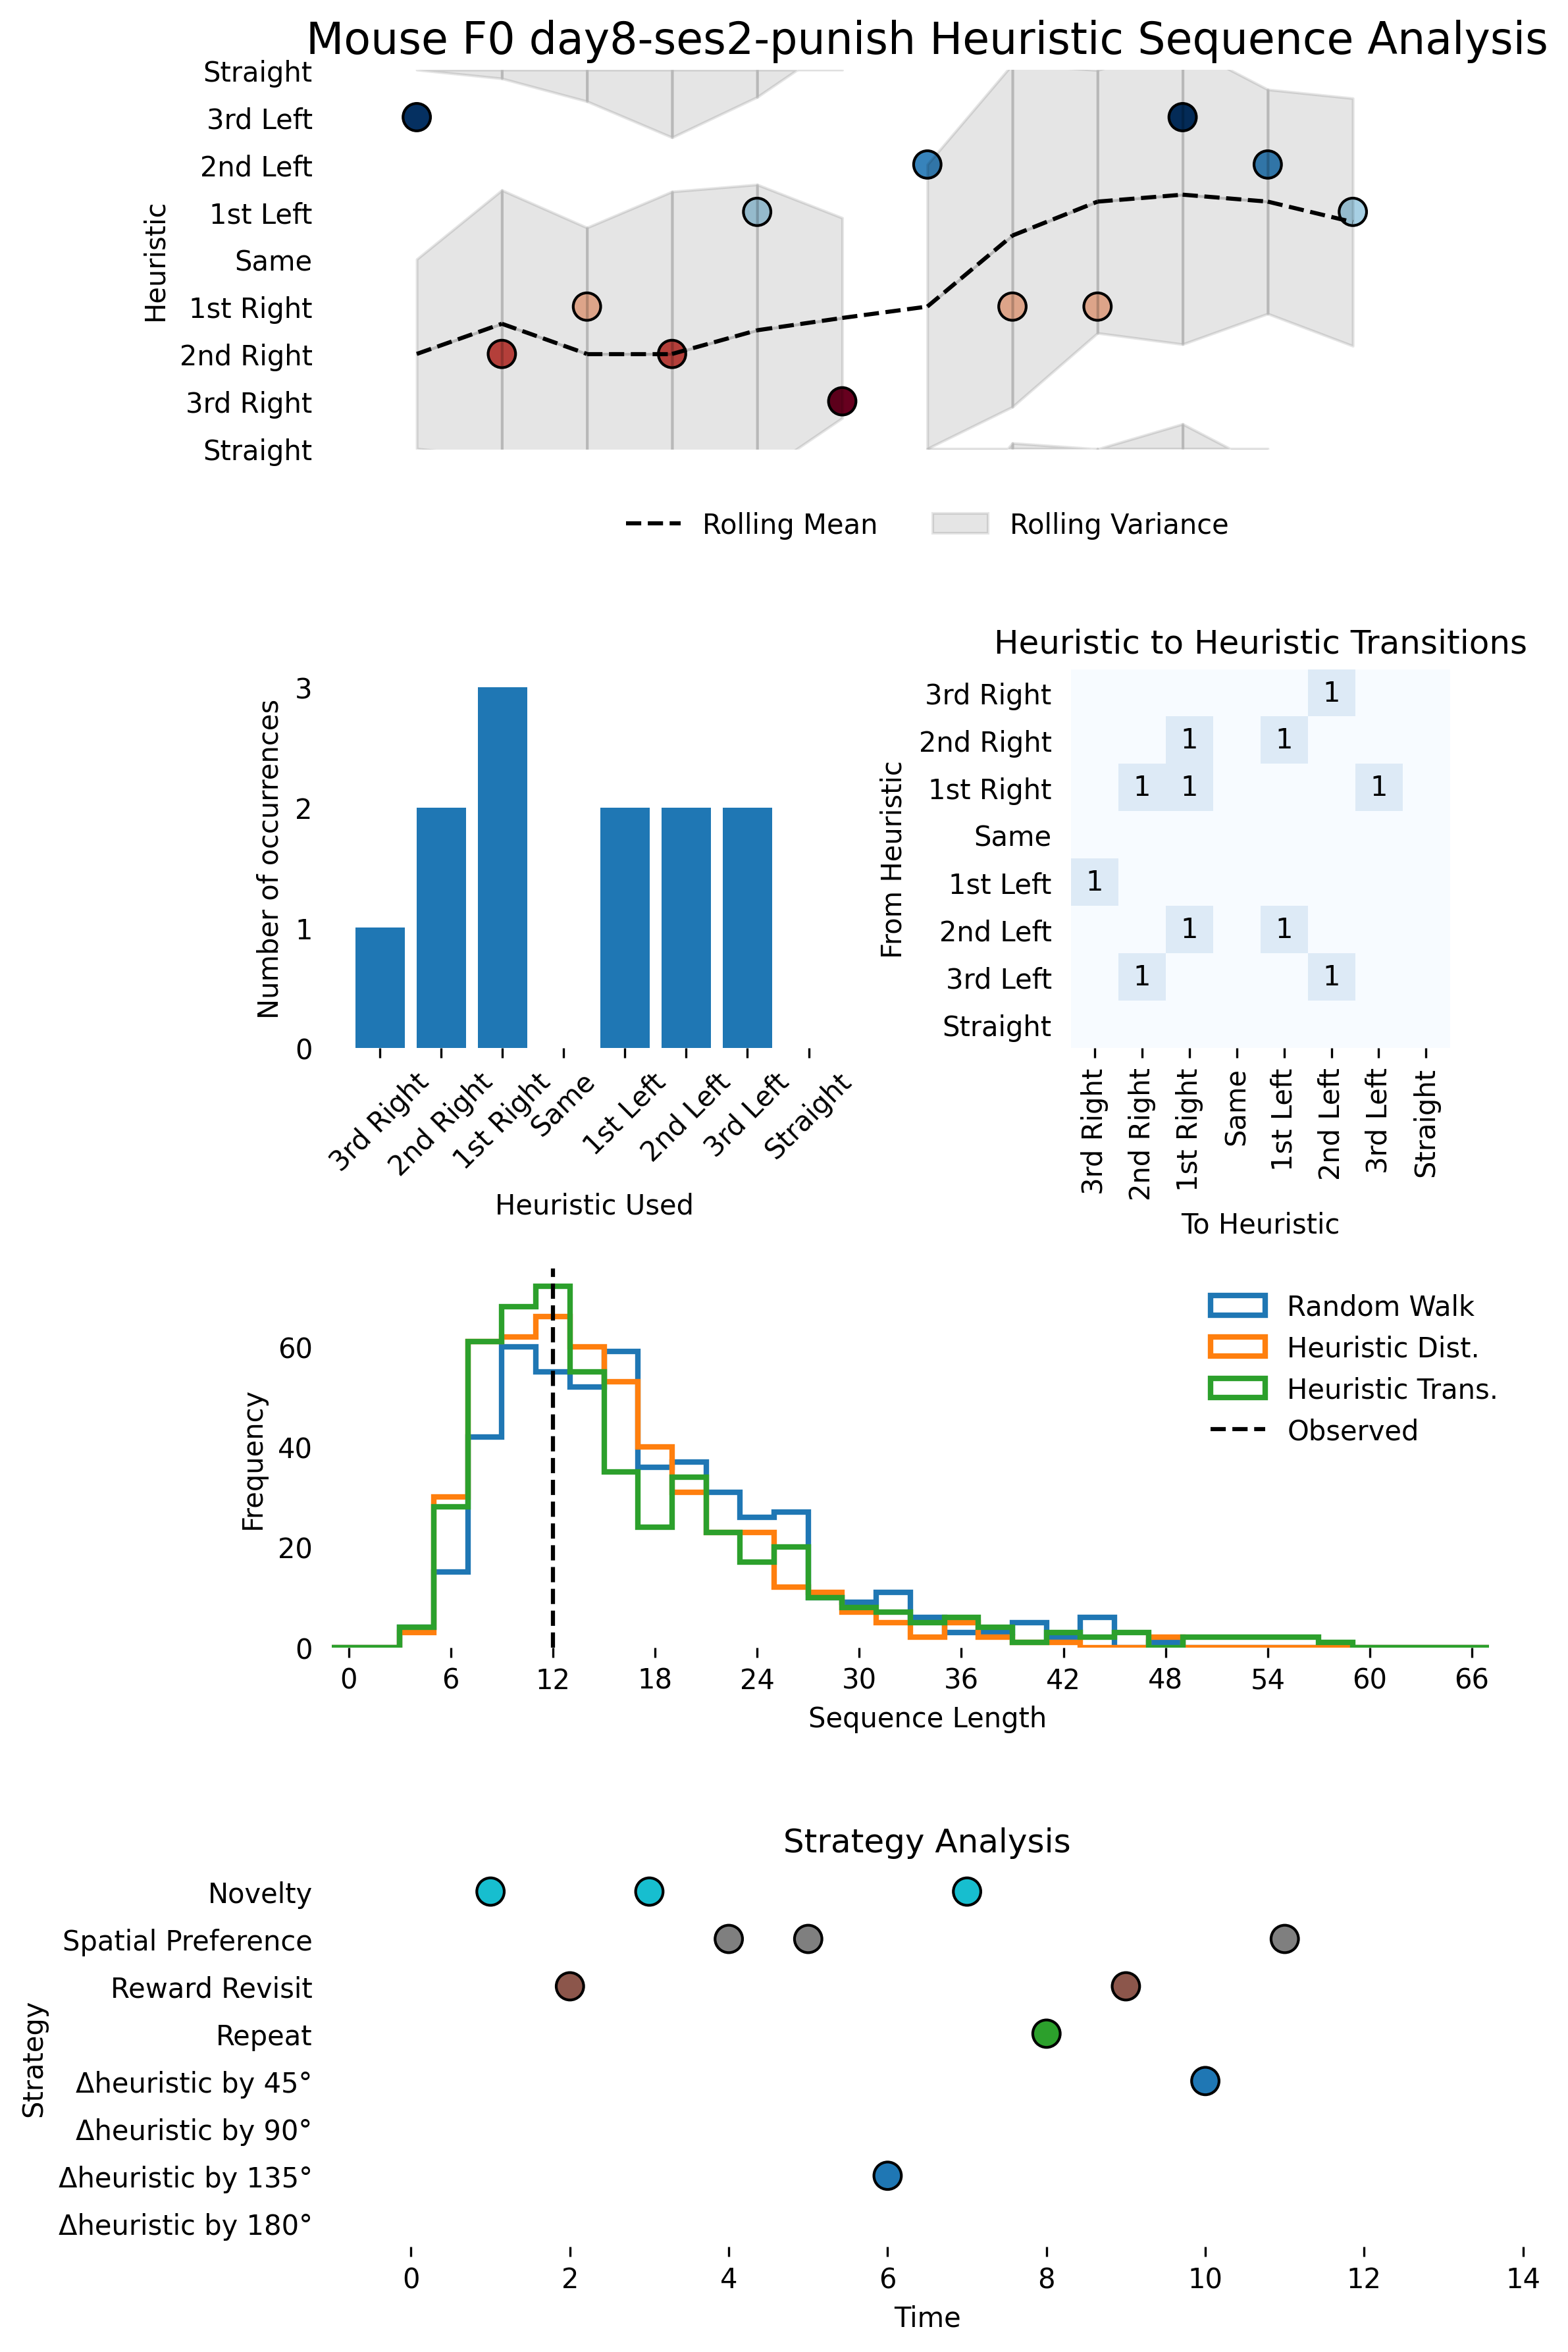 Mouse F0 day8-ses2-punish Heuristic Sequence Analysis
Heuristic
Straight
3rd Left
2nd Left
1st Left
Same
1st Right
2nd Right
3rd Right
Straight
Rolling Mean
Rolling Variance
Number of occurrences
3
2
1
0
3rd Right
2nd Right
1st Right
Same
1st Left
2nd Left
3rd Left
Straight
Heuristic Used
Heuristic to Heuristic Transitions
From Heuristic
3rd Right 1
2nd Right 1 1
1st Right 1 1 1
Same
1st Left 1
2nd Left 1 1
3rd Left 1 1
Straight
3rd Right
2nd Right
1st Right
Same
1st Left
2nd Left
3rd Left
Straight
To Heuristic
Frequency
60
40
20
0
Random Walk
Heuristic Dist.
Heuristic Trans.
Observed
0 6 12 18 24 30 36 42 48 54 60 66
Sequence Length
Strategy Analysis
Strategy
Novelty
Spatial Preference
Reward Revisit
Repeat
Δheuristic by 45°
Δheuristic by 90°
Δheuristic by 135°
Δheuristic by 180°
0 2 4 6 8 10 12 14
Time